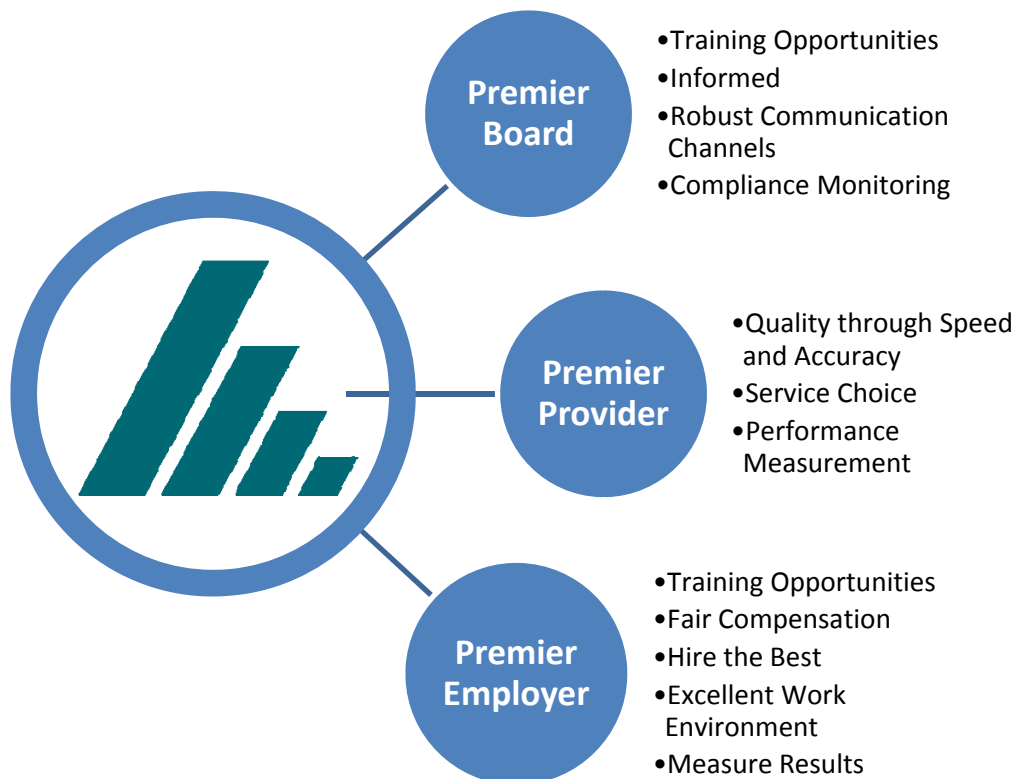 Premier
Board
•Training Opportunities
•Informed
•Robust Communication
Channels
•Compliance Monitoring
Premier
Provider
•Quality through Speed
and Accuracy
•Service Choice
•Performance
Measurement
Premier
Employer
•Training Opportunities
•Fair Compensation
•Hire the Best
•Excellent Work
Environment
•Measure Results